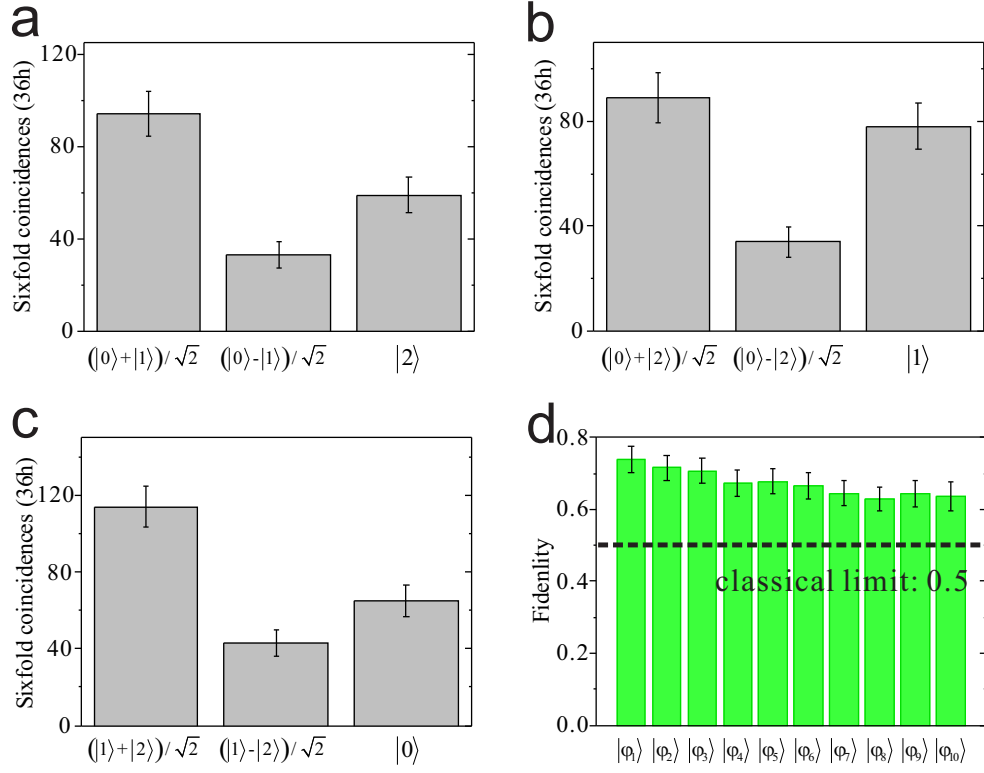 a
Sixfold coincidences (36h)
120
80
40
0
(|0⟩+|1⟩)/√2
(|0⟩-|1⟩)/√2
|2⟩
b
Sixfold coincidences (36h)
80
40
0
(|0⟩+|2⟩)/√2
(|0⟩-|2⟩)/√2
|1⟩
c
Sixfold coincidences (36h)
120
80
40
0
(|1⟩+|2⟩)/√2
(|1⟩-|2⟩)/√2
|0⟩
d
Fidenlity
0.8
0.6
0.4
0.2
0.0
classical limit: 0.5
|φ₁⟩ |φ₂⟩ |φ₃⟩ |φ₄⟩ |φ₅⟩ |φ₆⟩ |φ₇⟩ |φ₈⟩ |φ₉⟩ |φ₁₀⟩